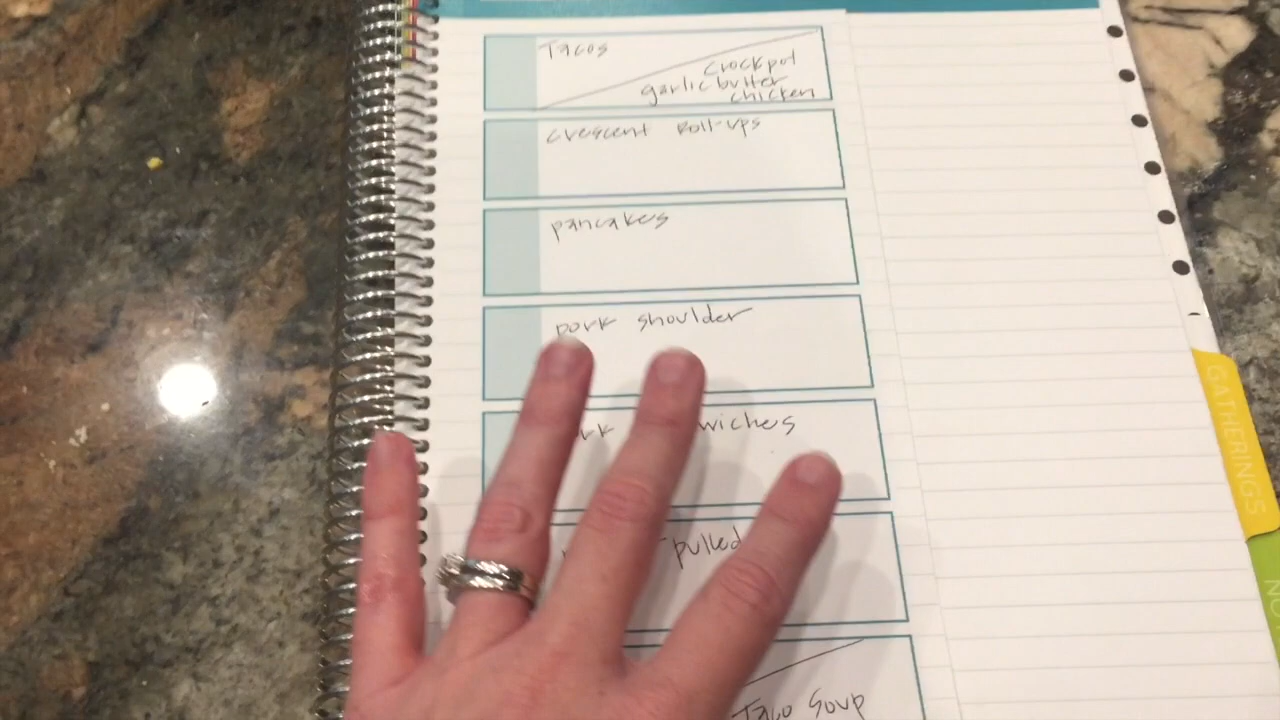 Tacos
crockpot
garlic butter
chicken
crescent roll-ups
pancakes
pork shoulder
wiches
pulled
Taco Soup
GATHERINGS